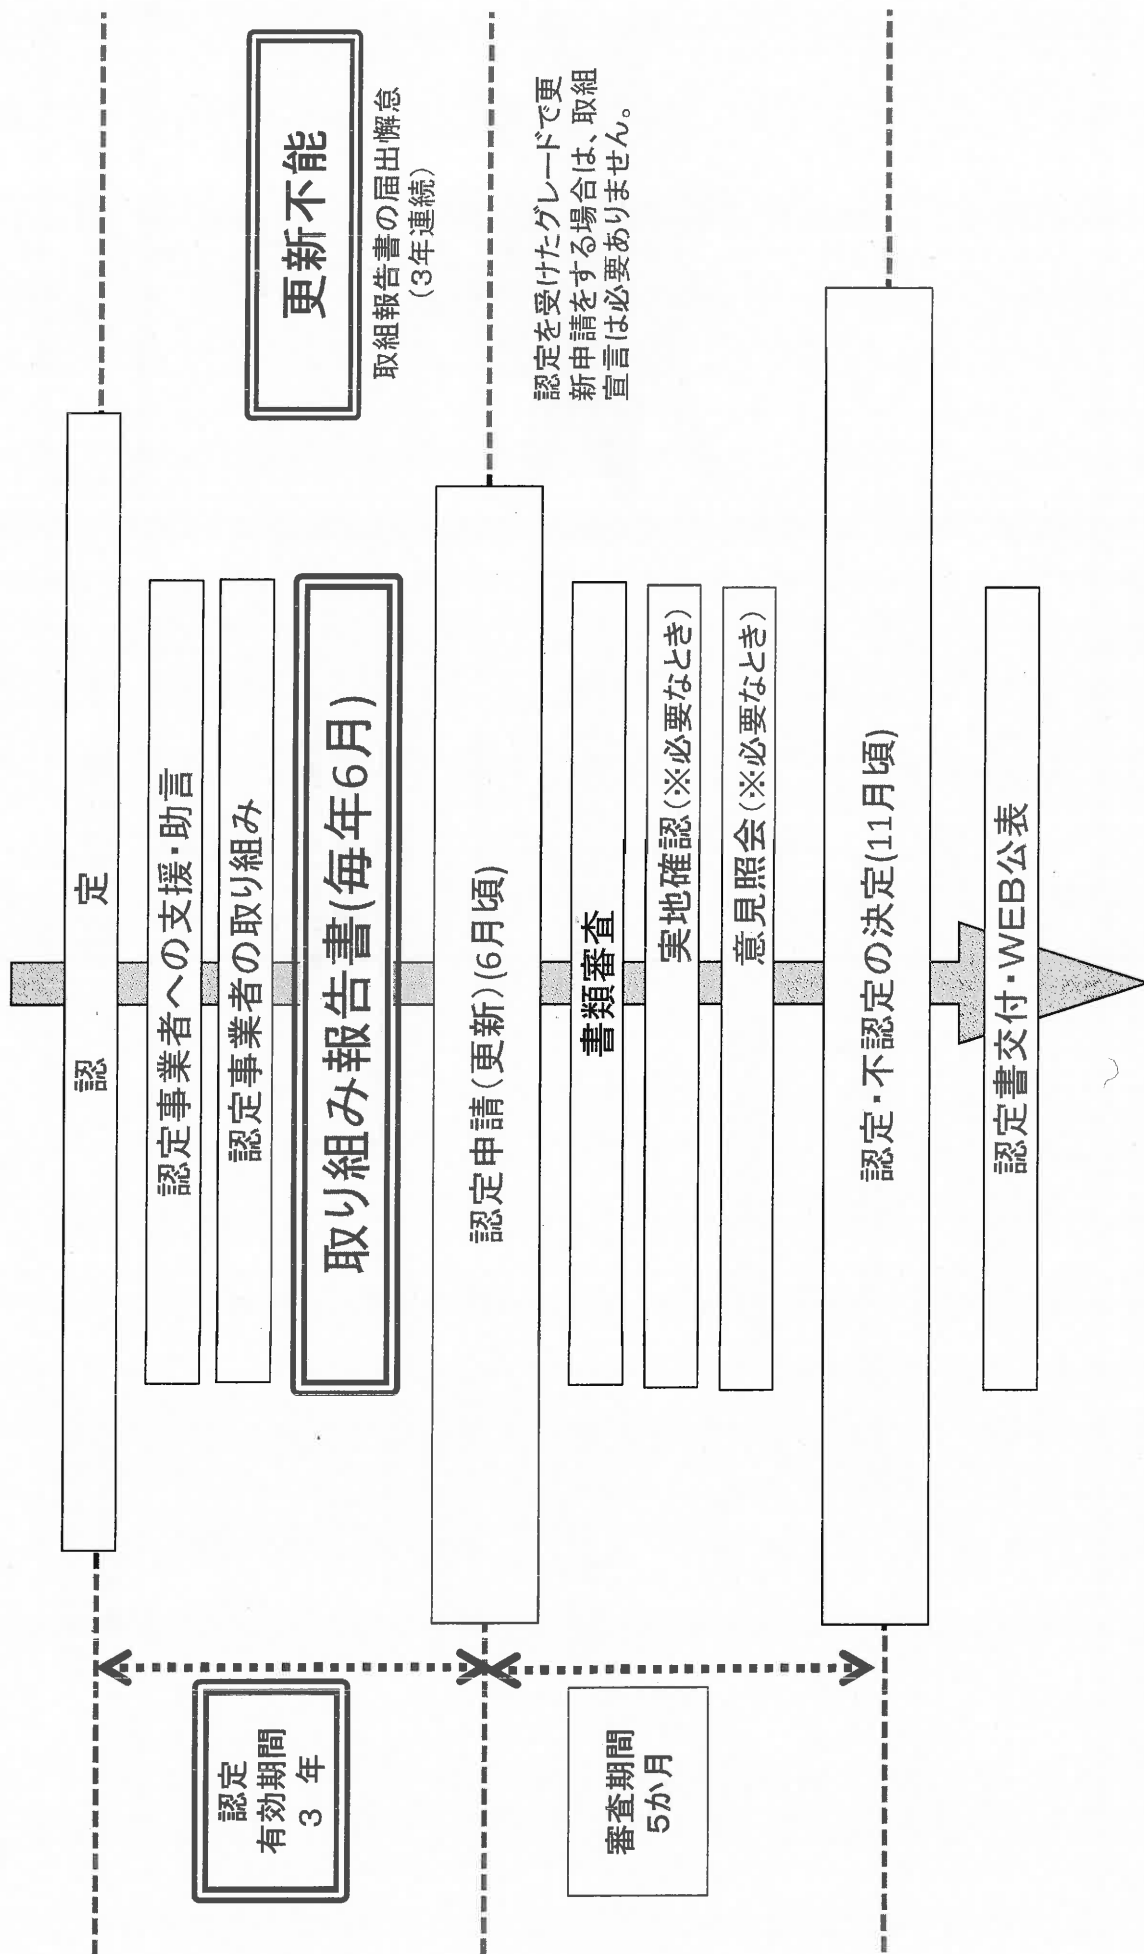 認　　　定
認定
有効期間
3　年
認定事業者への支援・助言
認定事業者の取り組み
取り組み報告書(毎年6月)
更新不能
取組報告書の届出懈怠
(3年連続)
認定申請(更新)(6月頃)
認定を受けたグレードで更
新申請をする場合は、取組
宣言は必要ありません。
審査期間
5か月
書類審査
実地確認(※必要なとき)
意見照会(※必要なとき)
認定・不認定の決定(11月頃)
認定書交付・WEB公表